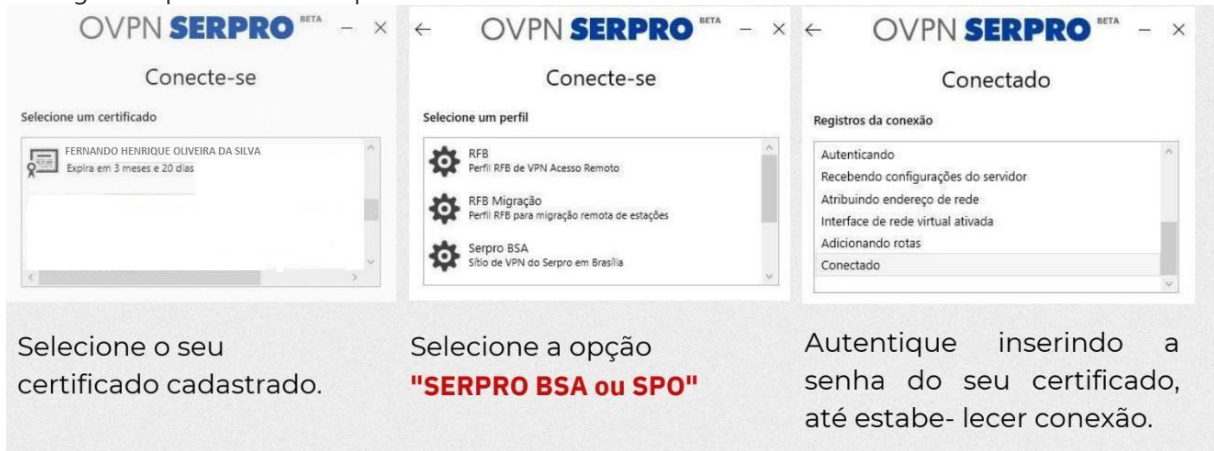 OVPN SERPRO BETA
Conecte-se
Selecione um certificado
FERNANDO HENRIQUE OLIVEIRA DA SILVA
Expira em 3 meses e 20 dias
Selecione o seu
certificado cadastrado.
OVPN SERPRO BETA
Conecte-se
Selecione um perfil
RFB
Perfil RFB de VPN Acesso Remoto
RFB Migração
Perfil RFB para migração remota de estações
Serpro BSA
Sítio de VPN do Serpro em Brasília
Selecione a opção
"SERPRO BSA ou SPO"
OVPN SERPRO BETA
Conectado
Registros da conexão
Autenticando
Recebendo configurações do servidor
Atribuindo endereço de rede
Interface de rede virtual ativada
Adicionando rotas
Conectado
Autentique inserindo a
senha do seu certificado,
até estabe- lecer conexão.